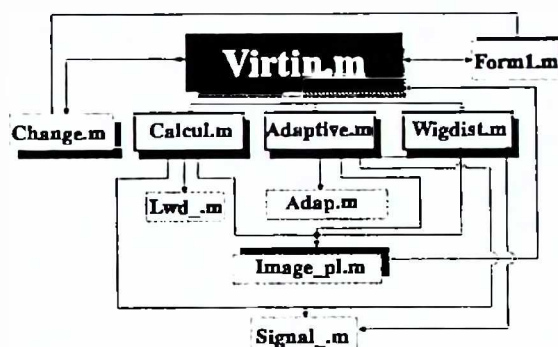 Virtin.m
Form1.m
Change.m
Calcul.m
Adaptive.m
Wigdist.m
Lwd_.m
Adap.m
Image_pl.m
Signal_.m